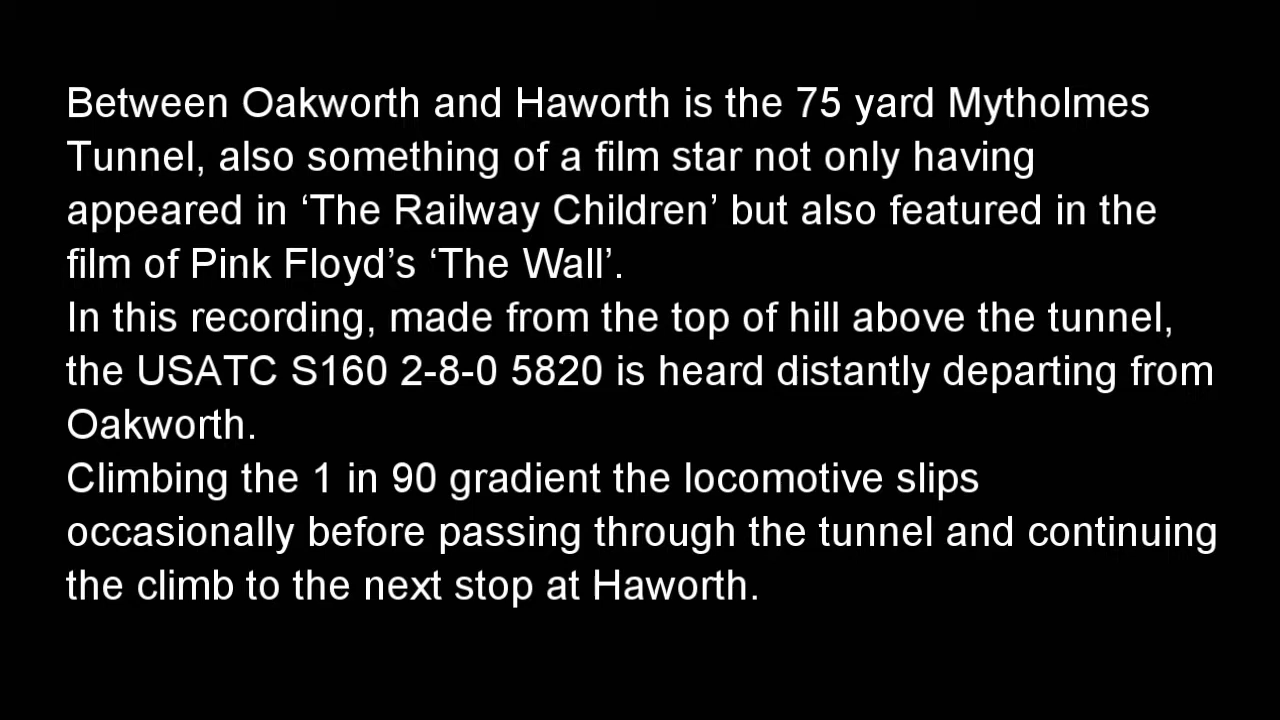 Between Oakworth and Haworth is the 75 yard Mytholmes
Tunnel, also something of a film star not only having
appeared in ‘The Railway Children’ but also featured in the
film of Pink Floyd’s ‘The Wall’.
In this recording, made from the top of hill above the tunnel,
the USATC S160 2-8-0 5820 is heard distantly departing from
Oakworth.
Climbing the 1 in 90 gradient the locomotive slips
occasionally before passing through the tunnel and continuing
the climb to the next stop at Haworth.